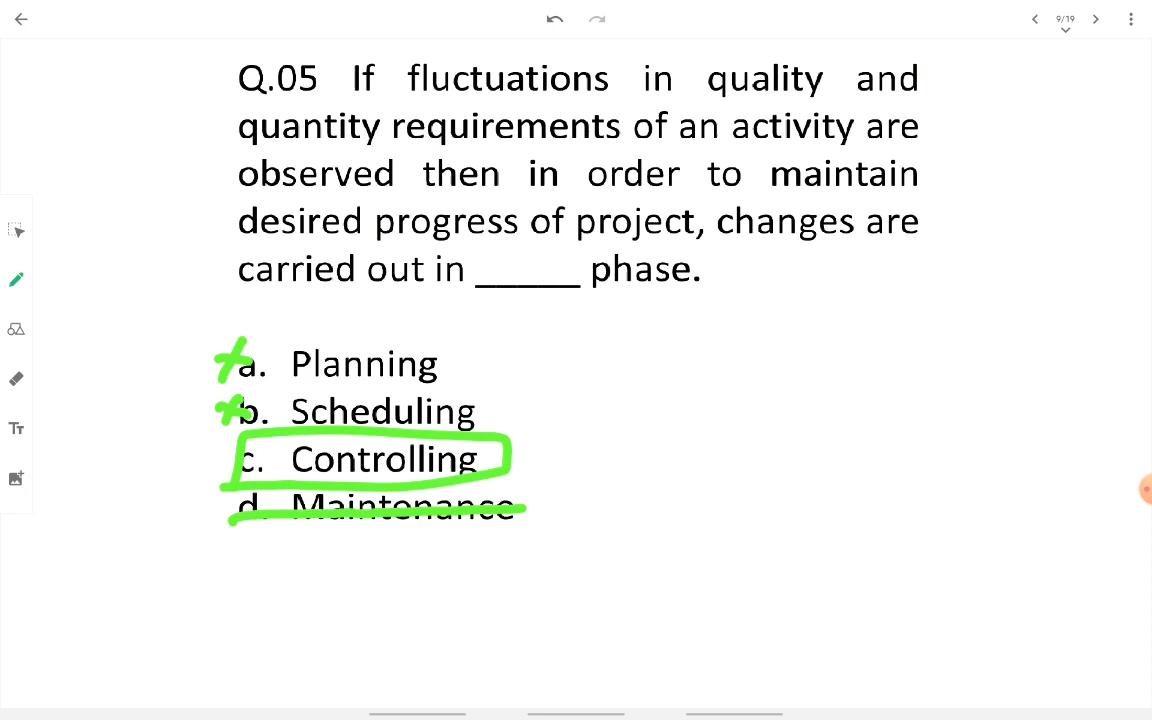 9/19
Q.05 If fluctuations in quality and
quantity requirements of an activity are
observed then in order to maintain
desired progress of project, changes are
carried out in ______ phase.
a. Planning
b. Scheduling
c. Controlling
d. Maintenance
Tт